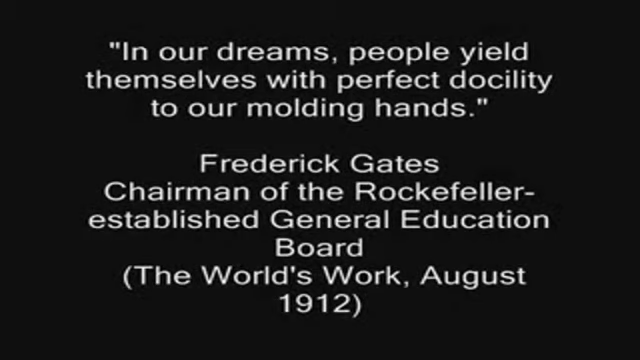 "In our dreams, people yield
themselves with perfect docility
to our molding hands."
Frederick Gates
Chairman of the Rockefeller-
established General Education
Board
(The World's Work, August
1912)